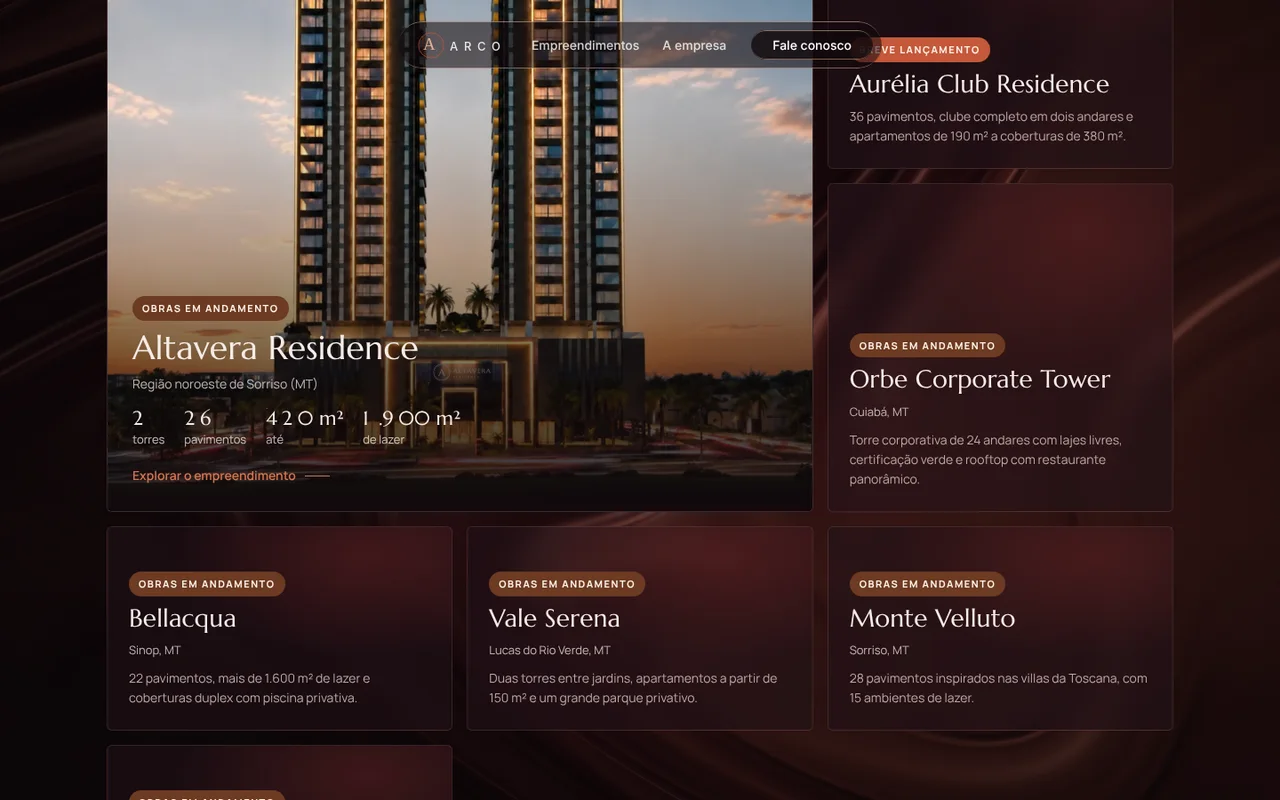 A ARCO
Empreendimentos
A empresa
Fale conosco
EVE LANÇAMENTO
Aurélia Club Residence
36 pavimentos, clube completo em dois andares e
apartamentos de 190 m² a coberturas de 380 m².
OBRAS EM ANDAMENTO
Altavera Residence
Região noroeste de Sorriso (MT)
2
torres
26
pavimentos
420 m²
até
1.900 m²
de lazer
Explorar o empreendimento
ALTAVERA
OBRAS EM ANDAMENTO
Orbe Corporate Tower
Cuiabá, MT
Torre corporativa de 24 andares com lajes livres,
certificação verde e rooftop com restaurante
panorâmico.
OBRAS EM ANDAMENTO
Bellacqua
Sinop, MT
22 pavimentos, mais de 1.600 m² de lazer e
coberturas duplex com piscina privativa.
OBRAS EM ANDAMENTO
Vale Serena
Lucas do Rio Verde, MT
Duas torres entre jardins, apartamentos a partir de
150 m² e um grande parque privativo.
OBRAS EM ANDAMENTO
Monte Velluto
Sorriso, MT
28 pavimentos inspirados nas villas da Toscana, com
15 ambientes de lazer.
OBRAS EM ANDAMENTO